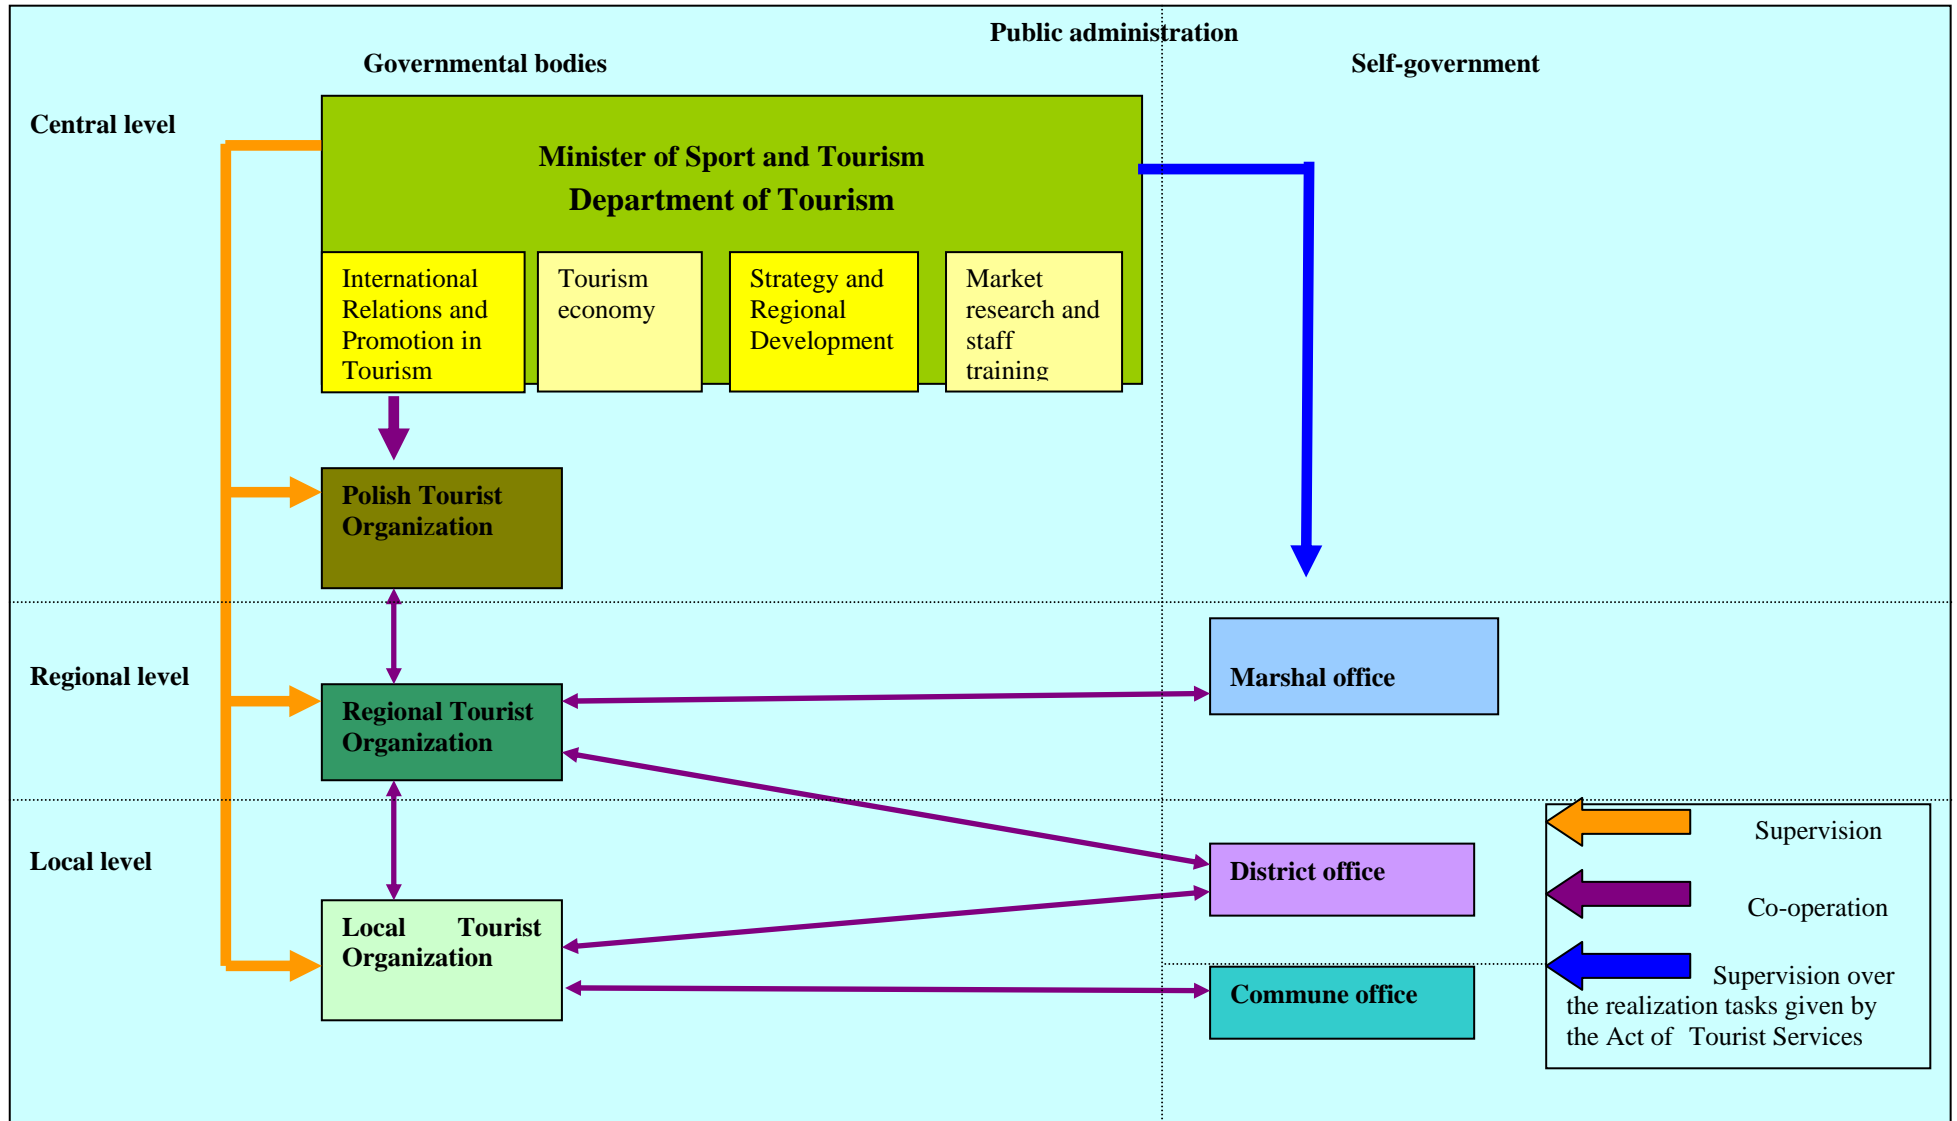 Public administration
Governmental bodies
Self-government
Central level
Minister of Sport and Tourism
Department of Tourism
International
Relations and
Promotion in
Tourism
Tourism
economy
Strategy and
Regional
Development
Market
research and
staff
training
Polish Tourist
Organization
Regional level
Regional Tourist
Organization
Marshal office
Local level
Local Tourist
Organization
District office
Commune office
Supervision
Co-operation
Supervision over
the realization tasks given by
the Act of Tourist Services